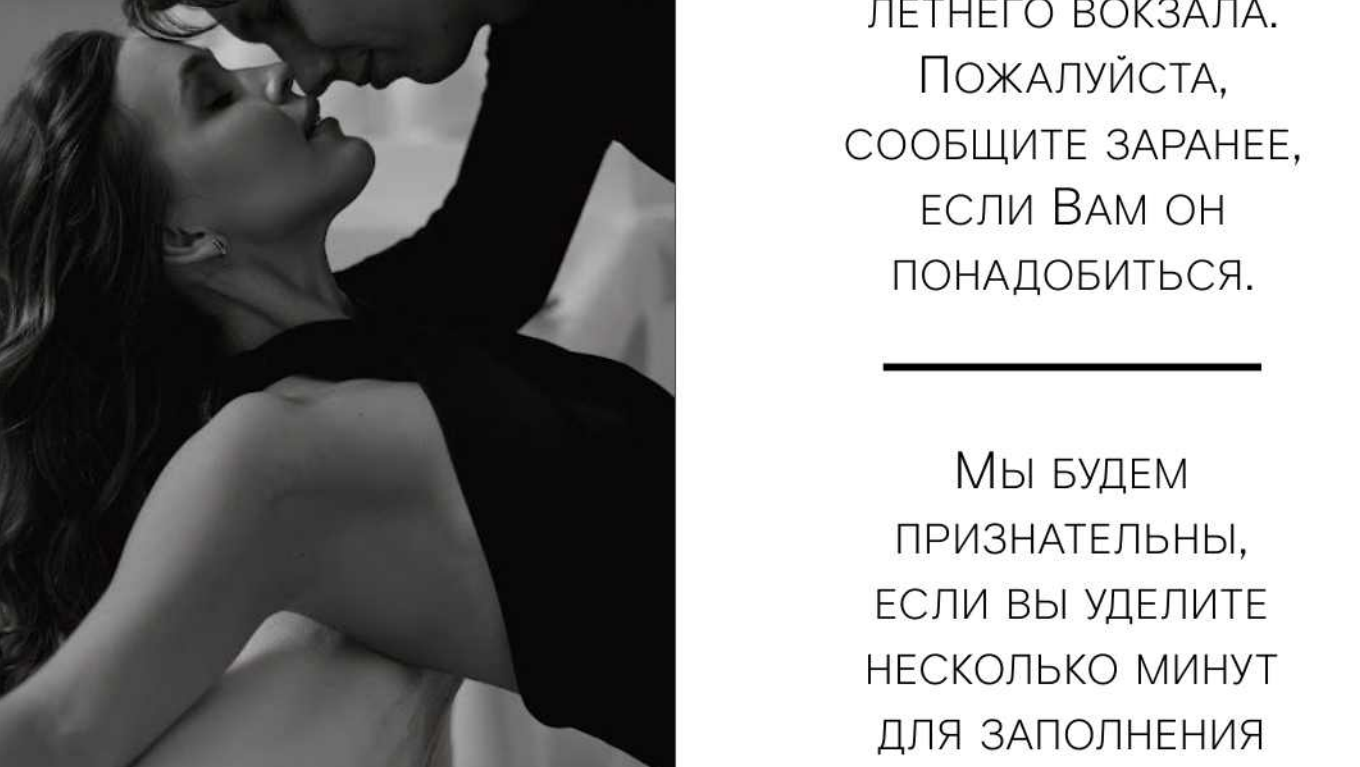 ЛЕТНЕГО ВОКЗАЛА.
ПОЖАЛУЙСТА,
СООБЩИТЕ ЗАРАНЕЕ,
ЕСЛИ ВАМ ОН
ПОНАДОБИТЬСЯ.
МЫ БУДЕМ
ПРИЗНАТЕЛЬНЫ,
ЕСЛИ ВЫ УДЕЛИТЕ
НЕСКОЛЬКО МИНУТ
ДЛЯ ЗАПОЛНЕНИЯ